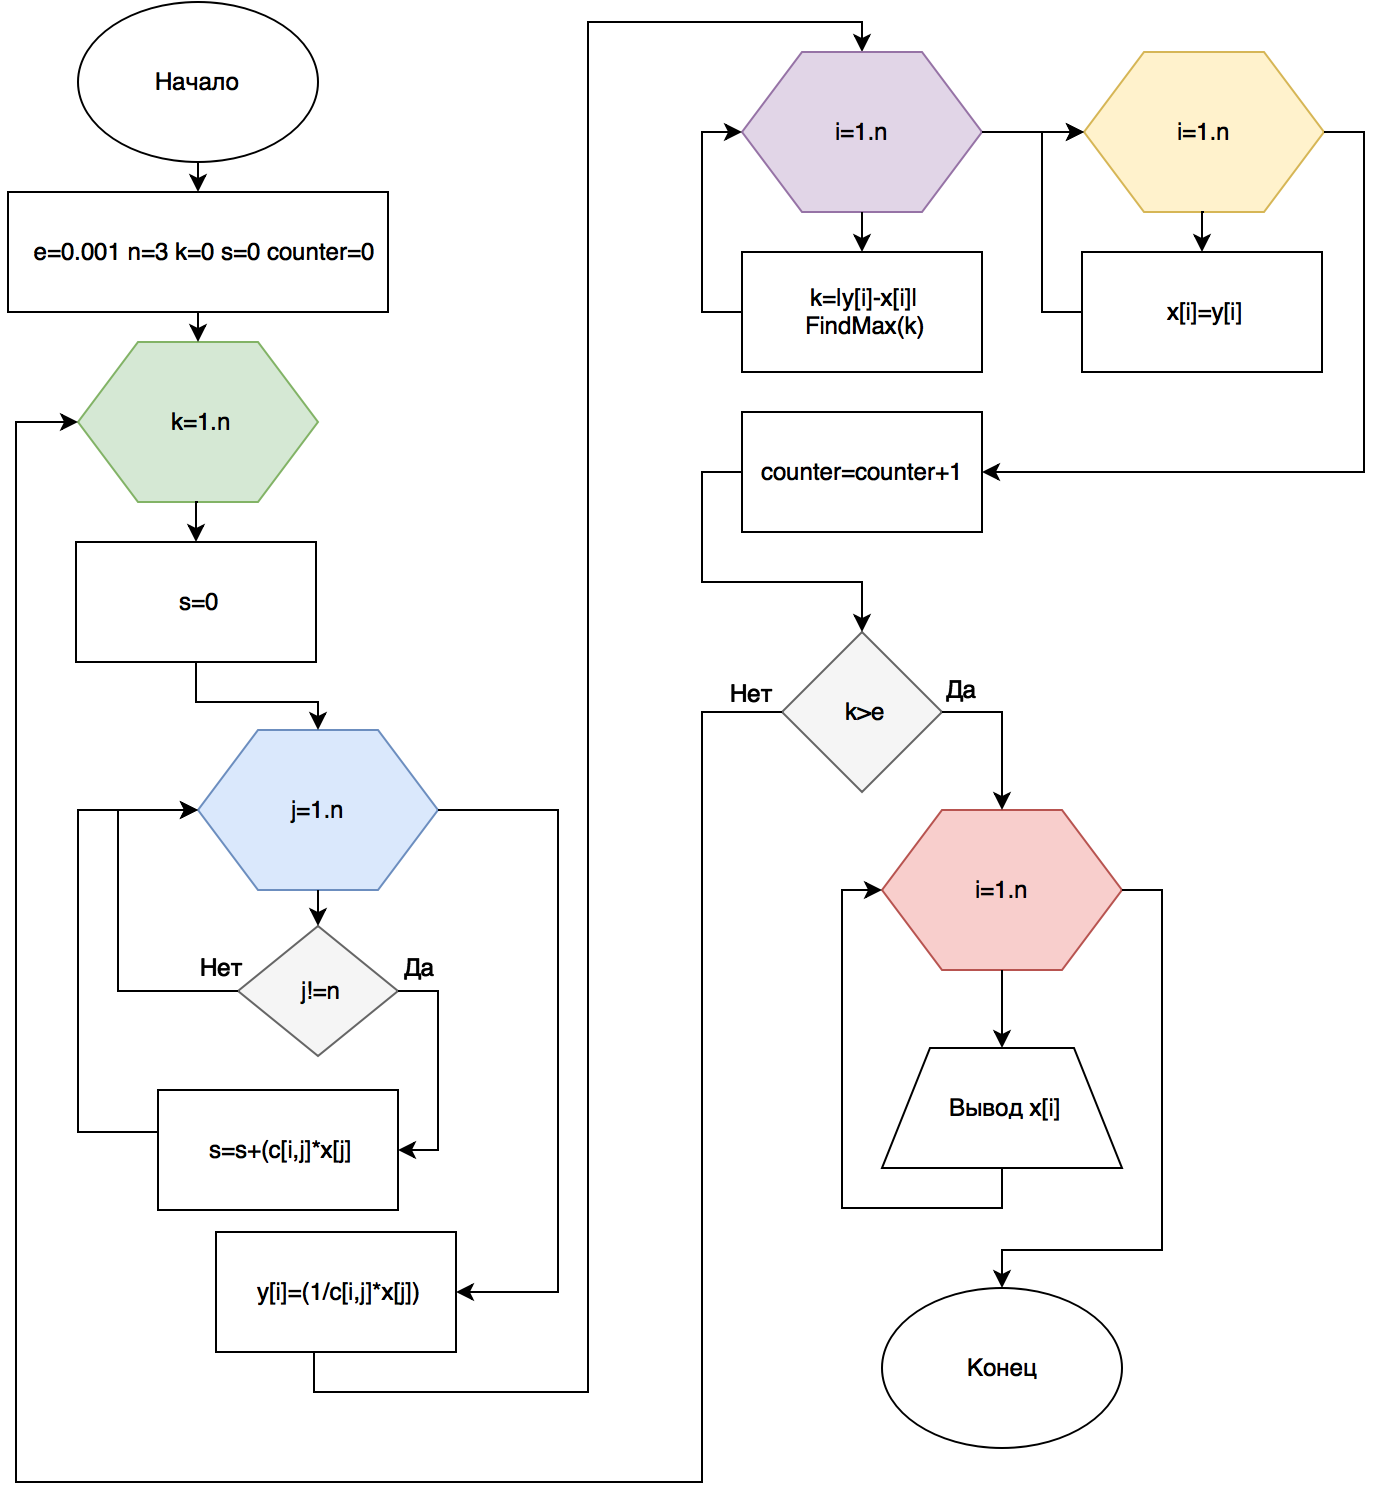 Начало
e=0.001 n=3 k=0 s=0 counter=0
k=1.n
s=0
j=1.n
Нет
Да
j!=n
s=s+(c[i,j]*x[j]
y[i]=(1/c[i,j]*x[j])
i=1.n
k=|y[i]-x[i]|
FindMax(k)
i=1.n
x[i]=y[i]
counter=counter+1
Нет
Да
k>e
i=1.n
Вывод x[i]
Конец